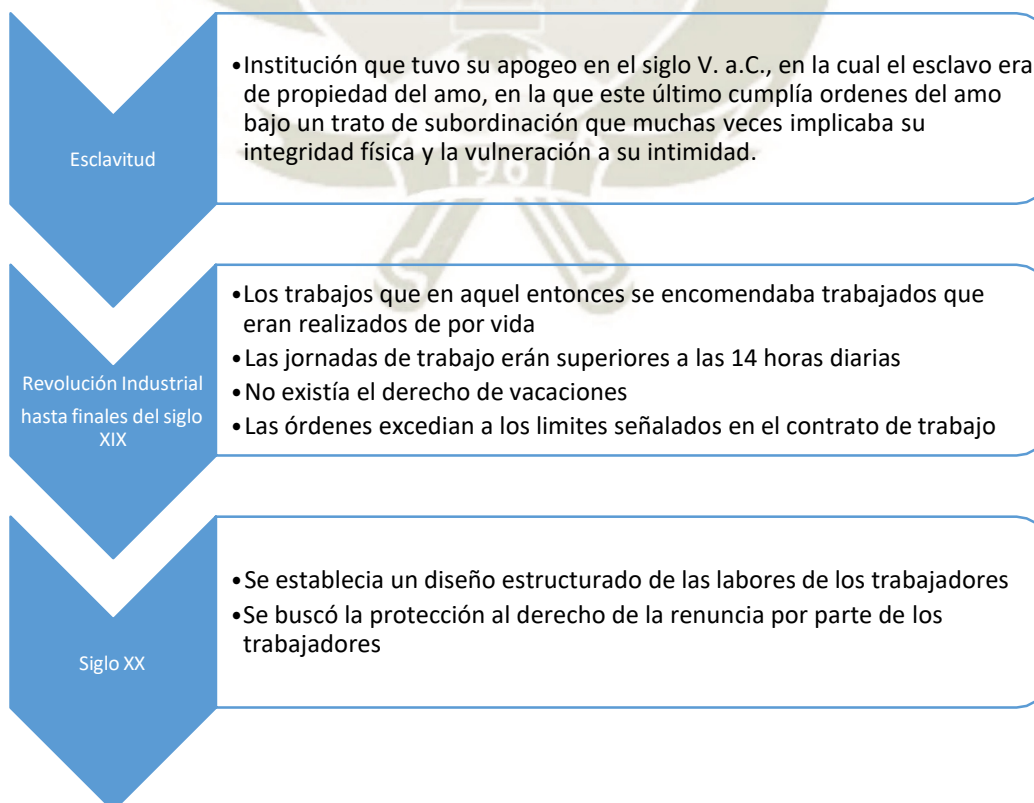 Esclavitud
•Institución que tuvo su apogeo en el siglo V. a.C., en la cual el esclavo era
de propiedad del amo, en la que este último cumplía ordenes del amo
bajo un trato de subordinación que muchas veces implicaba su
integridad física y la vulneración a su intimidad.
1961
Revolución Industrial
hasta finales del siglo
XIX
•Los trabajos que en aquel entonces se encomendaba trabajados que
eran realizados de por vida
•Las jornadas de trabajo erán superiores a las 14 horas diarias
•No existía el derecho de vacaciones
•Las órdenes excedian a los limites señalados en el contrato de trabajo
Siglo XX
•Se establecia un diseño estructurado de las labores de los trabajadores
•Se buscó la protección al derecho de la renuncia por parte de los
trabajadores